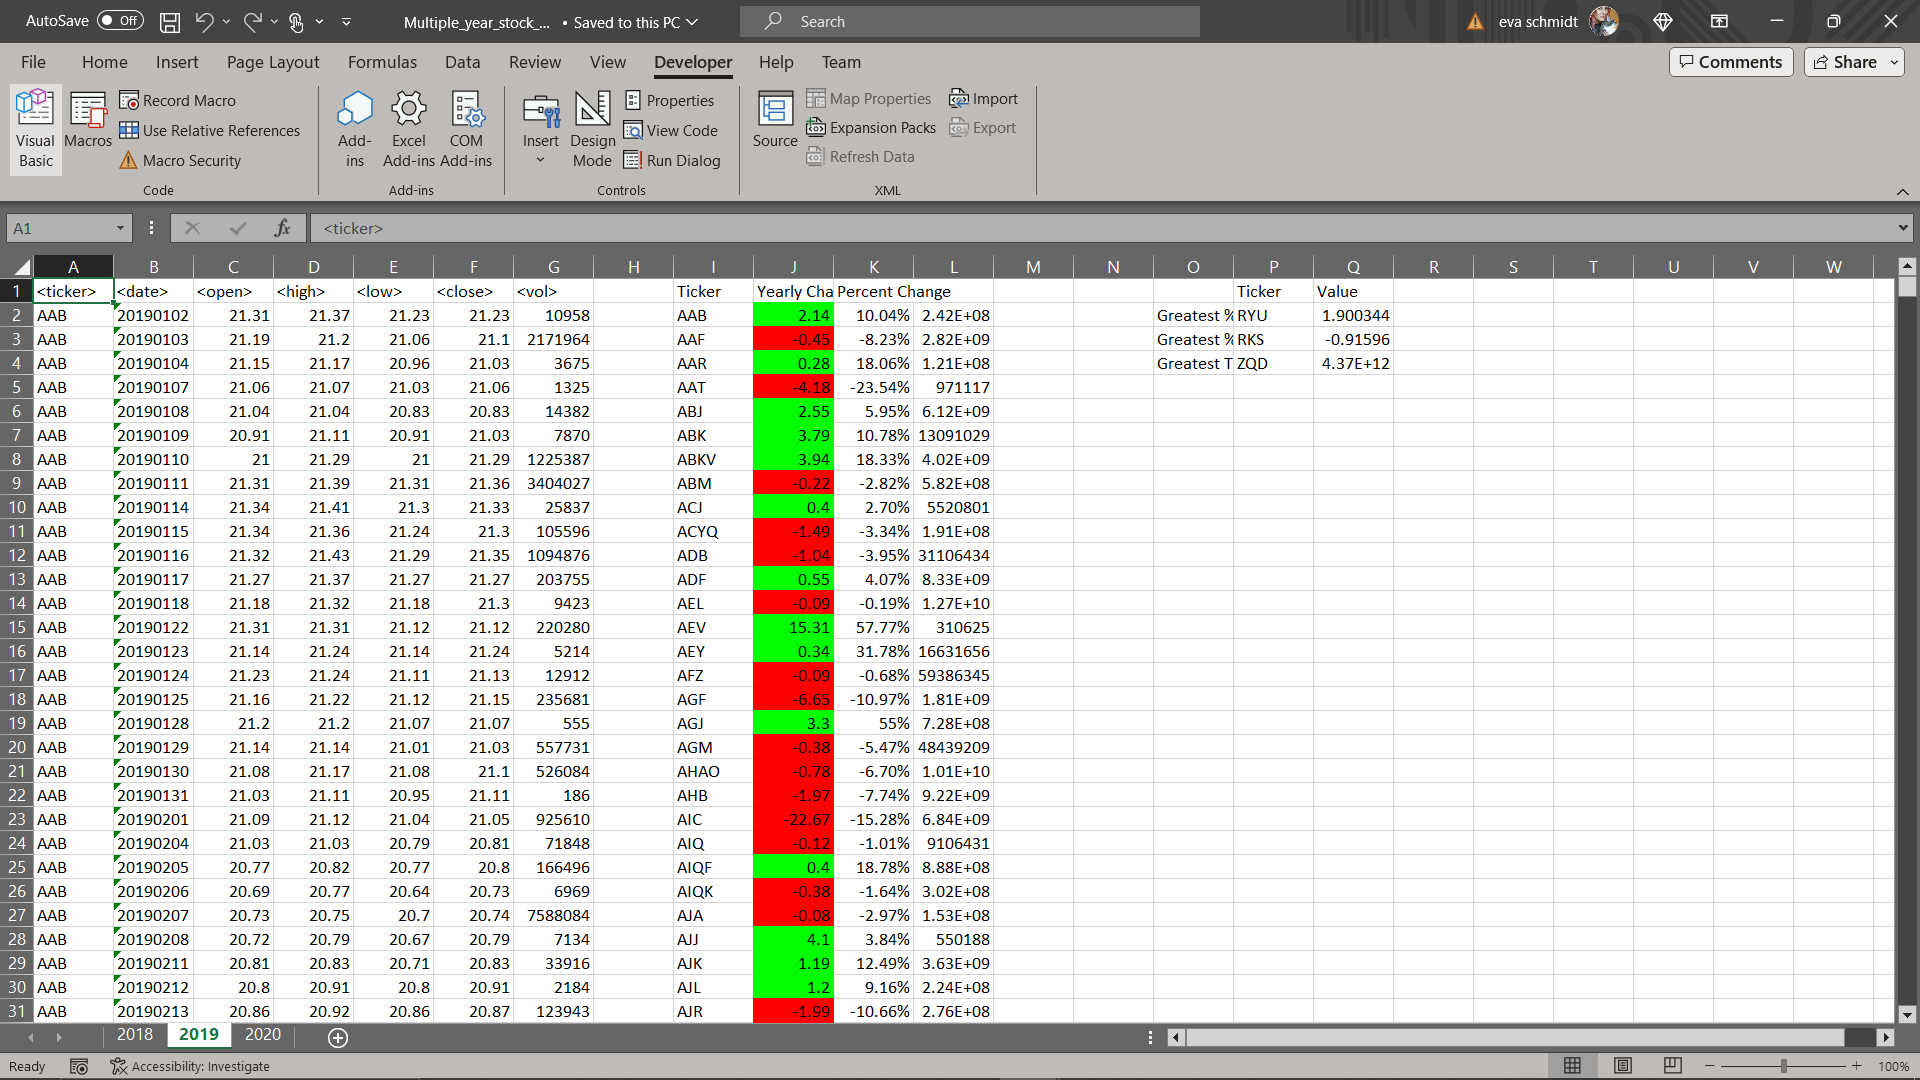 AutoSave Off Multiple_year_stock_... • Saved to this PC Search eva schmidt
File Home Insert Page Layout Formulas Data Review View Developer Help Team Comments Share
Visual Basic Macros Record Macro Use Relative References Macro Security Code
Add-ins Excel Add-ins COM Add-ins Add-ins
Insert Design Mode Properties View Code Run Dialog Controls
Source Map Properties Expansion Packs Refresh Data Import Export XML
A1 fx <ticker>
A B C D E F G H I J K L M N O P Q R S T U V W
1 <ticker> <date> <open> <high> <low> <close> <vol> Ticker Yearly Cha Percent Change Ticker Value
2 AAB 20190102 21.31 21.37 21.23 21.23 10958 AAB 2.14 10.04% 2.42E+08 Greatest % RYU 1.900344
3 AAB 20190103 21.19 21.2 21.06 21.1 2171964 AAF -0.45 -8.23% 2.82E+09 Greatest % RKS -0.91596
4 AAB 20190104 21.15 21.17 20.96 21.03 3675 AAR 0.28 18.06% 1.21E+08 Greatest T ZQD 4.37E+12
5 AAB 20190107 21.06 21.07 21.03 21.06 1325 AAT -4.18 -23.54% 971117
6 AAB 20190108 21.04 21.04 20.83 20.83 14382 ABJ 2.55 5.95% 6.12E+09
7 AAB 20190109 20.91 21.11 20.91 21.03 7870 ABK 3.79 10.78% 13091029
8 AAB 20190110 21 21.29 21 21.29 1225387 ABKV 3.94 18.33% 4.02E+09
9 AAB 20190111 21.31 21.39 21.31 21.36 3404027 ABM -0.22 -2.82% 5.82E+08
10 AAB 20190114 21.34 21.41 21.3 21.33 25837 ACJ 0.4 2.70% 5520801
11 AAB 20190115 21.34 21.36 21.24 21.3 105596 ACYQ -1.49 -3.34% 1.91E+08
12 AAB 20190116 21.32 21.43 21.29 21.35 1094876 ADB -1.04 -3.95% 31106434
13 AAB 20190117 21.27 21.37 21.27 21.27 203755 ADF 0.55 4.07% 8.33E+09
14 AAB 20190118 21.18 21.32 21.18 21.3 9423 AEL -0.09 -0.19% 1.27E+10
15 AAB 20190122 21.31 21.31 21.12 21.12 220280 AEV 15.31 57.77% 310625
16 AAB 20190123 21.14 21.24 21.14 21.24 5214 AEY 0.34 31.78% 16631656
17 AAB 20190124 21.23 21.24 21.11 21.13 12912 AFZ -0.09 -0.68% 59386345
18 AAB 20190125 21.16 21.22 21.12 21.15 235681 AGF -6.65 -10.97% 1.81E+09
19 AAB 20190128 21.2 21.2 21.07 21.07 555 AGJ 3.3 55% 7.28E+08
20 AAB 20190129 21.14 21.14 21.01 21.03 557731 AGM -0.38 -5.47% 48439209
21 AAB 20190130 21.08 21.17 21.08 21.1 526084 AHAO -0.78 -6.70% 1.01E+10
22 AAB 20190131 21.03 21.11 20.95 21.11 186 AHB -1.97 -7.74% 9.22E+09
23 AAB 20190201 21.09 21.12 21.04 21.05 925610 AIC -22.67 -15.28% 6.84E+09
24 AAB 20190204 21.03 21.03 20.79 20.81 71848 AIQ -0.12 -1.01% 9106431
25 AAB 20190205 20.77 20.82 20.77 20.8 166496 AIQF 0.4 18.78% 8.88E+08
26 AAB 20190206 20.69 20.77 20.64 20.73 6969 AIQK -0.38 -1.64% 3.02E+08
27 AAB 20190207 20.73 20.75 20.7 20.74 7588084 AJA -0.08 -2.97% 1.53E+08
28 AAB 20190208 20.72 20.79 20.67 20.79 7134 AJJ 4.1 3.84% 550188
29 AAB 20190211 20.81 20.83 20.71 20.83 33916 AJK 1.19 12.49% 3.63E+09
30 AAB 20190212 20.8 20.91 20.8 20.91 2184 AJL 1.2 9.16% 2.24E+08
31 AAB 20190213 20.86 20.92 20.86 20.87 123943 AJR -1.99 -10.66% 2.76E+08
2018 2019 2020
Ready Accessibility: Investigate 100%